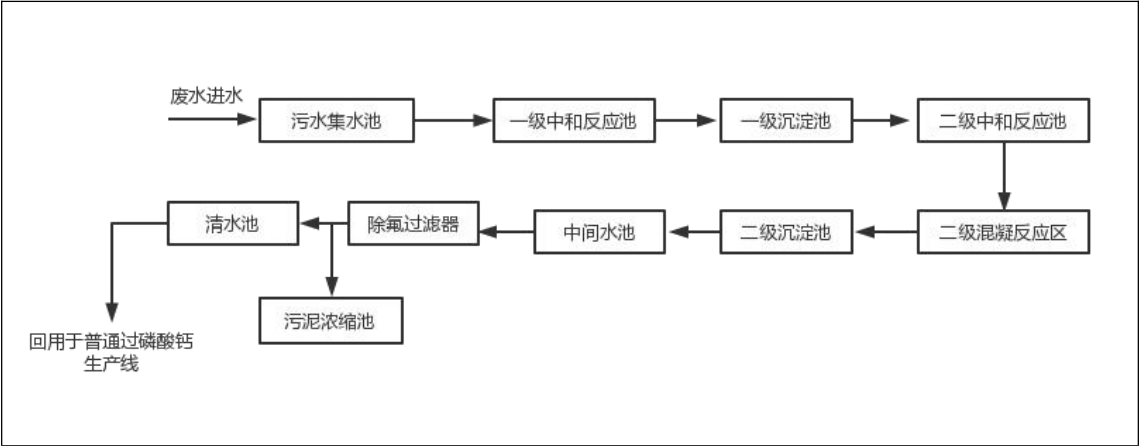 废水进水
污水集水池
一级中和反应池
一级沉淀池
二级中和反应池
二级混凝反应区
二级沉淀池
中间水池
除氟过滤器
清水池
污泥浓缩池
回用于普通过磷酸钙
生产线